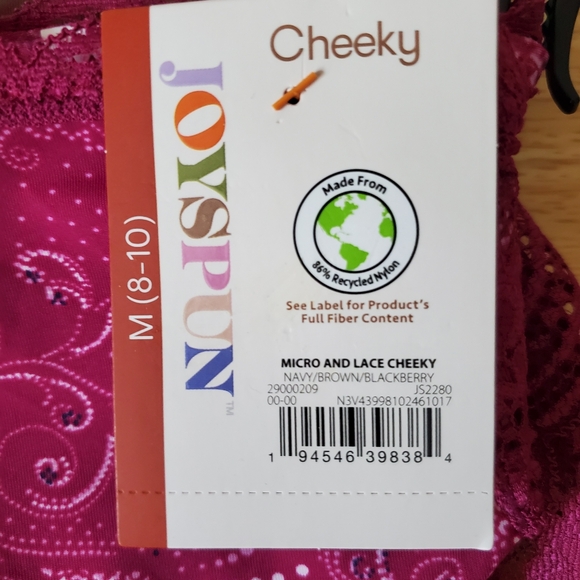 Cheeky
JOYSPUN™
M (8-10)
Made From
86% Recycled Nylon
See Label for Product's
Full Fiber Content
MICRO AND LACE CHEEKY
NAVY/BROWN/BLACKBERRY
29000209 JS2280
00-00 N3V43998102461017
1 94546 39838 4